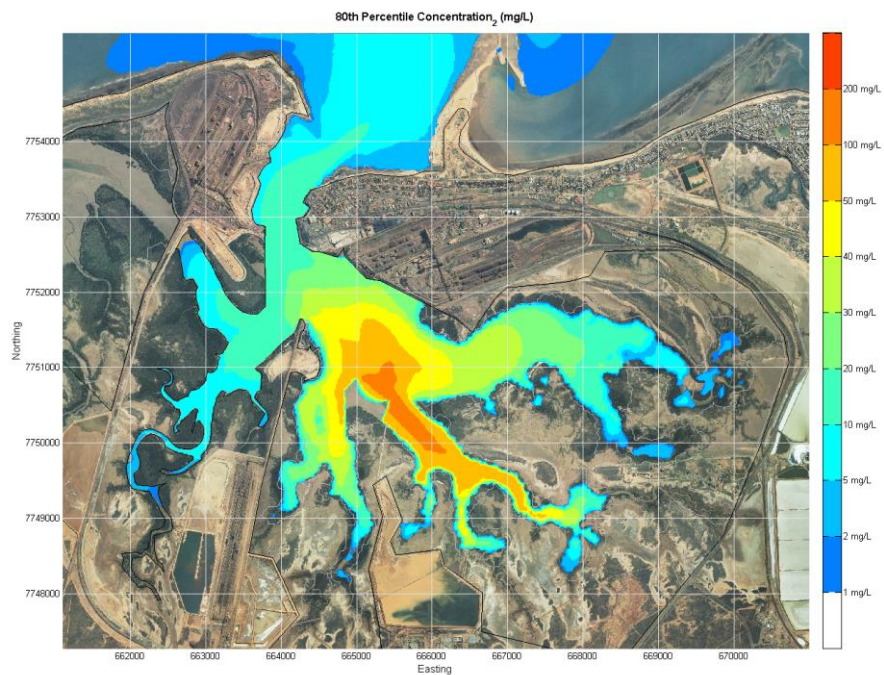 80th Percentile Concentration2 (mg/L)
200 mg/L
100 mg/L
50 mg/L
40 mg/L
30 mg/L
20 mg/L
10 mg/L
5 mg/L
2 mg/L
1 mg/L
7754000
7753000
7752000
7751000
7750000
7749000
7748000
Northing
662000 663000 664000 665000 666000 667000 668000 669000 670000
Easting